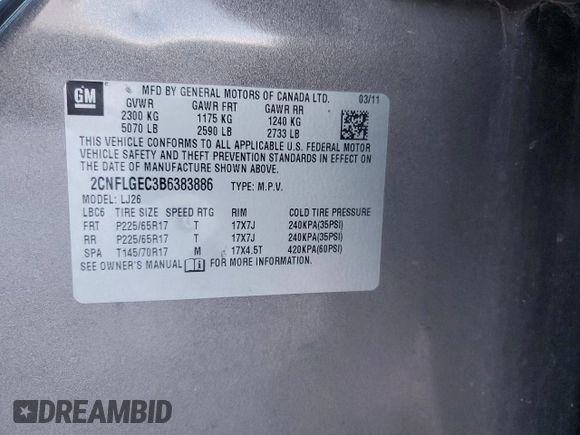 GM
MFD BY GENERAL MOTORS OF CANADA LTD. 03/11
GVWR GAWR FRT GAWR RR
2300 KG 1175 KG 1240 KG
5070 LB 2590 LB 2733 LB
THIS VEHICLE CONFORMS TO ALL APPLICABLE U.S. FEDERAL MOTOR
VEHICLE SAFETY AND THEFT PREVENTION STANDARDS IN EFFECT ON
THE DATE OF MANUFACTURE SHOWN ABOVE.
2CNFLGEC3B6383886 TYPE: M.P.V.
MODEL: LJ26
LBC6 TIRE SIZE SPEED RTG RIM COLD TIRE PRESSURE
FRT P225/65R17 T 17X7J 240KPA(35PSI)
RR P225/65R17 T 17X7J 240KPA(35PSI)
SPA T145/70R17 M 17X4.5T 420KPA(60PSI)
SEE OWNER'S MANUAL FOR MORE INFORMATION.
DREAMBID